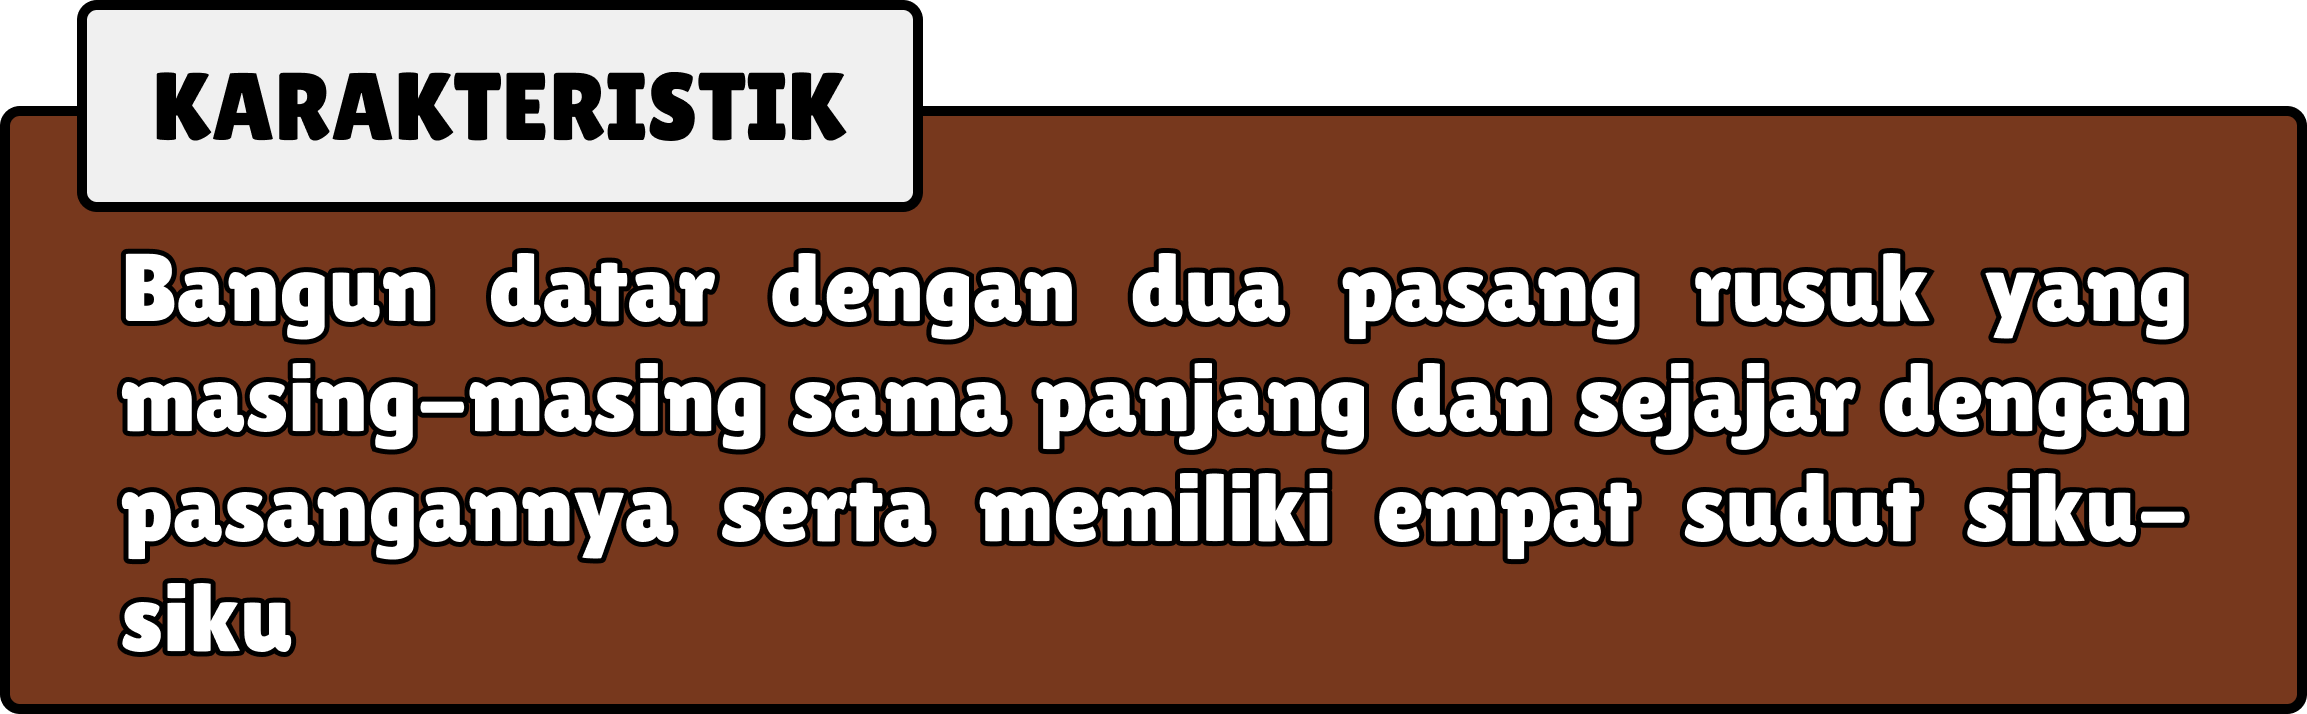 KARAKTERISTIK
Bangun datar dengan dua pasang rusuk yang
masing-masing sama panjang dan sejajar dengan
pasangannya serta memiliki empat sudut siku-
siku